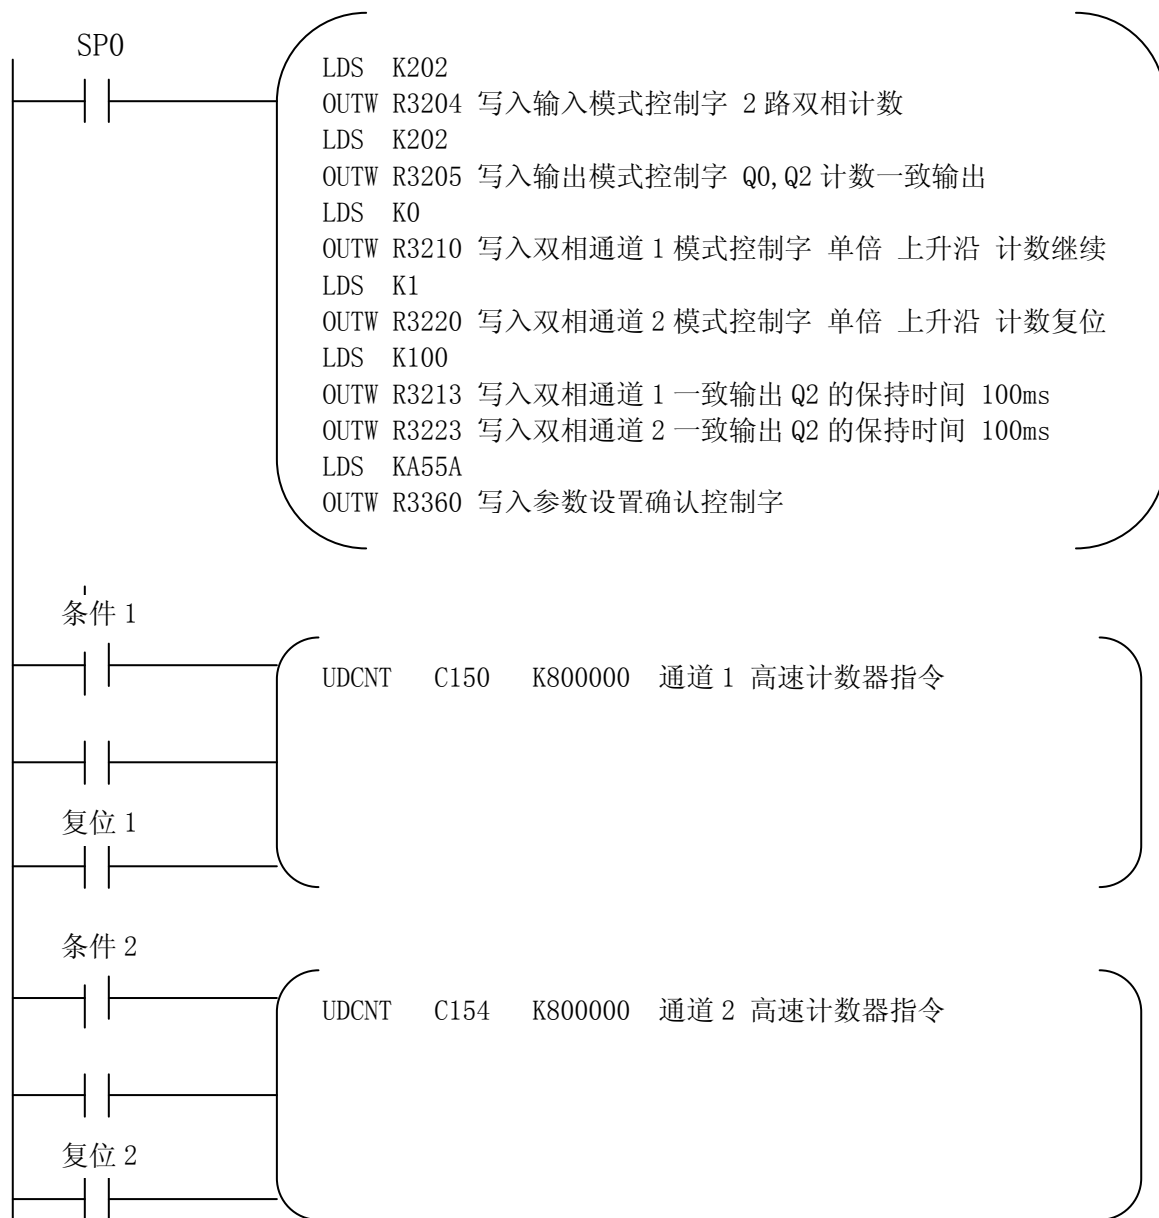 SP0
LDS K202
OUTW R3204 写入输入模式控制字 2路双相计数
LDS K202
OUTW R3205 写入输出模式控制字 Q0,Q2计数一致输出
LDS K0
OUTW R3210 写入双相通道1模式控制字 单倍 上升沿 计数继续
LDS K1
OUTW R3220 写入双相通道2模式控制字 单倍 上升沿 计数复位
LDS K100
OUTW R3213 写入双相通道1一致输出Q2的保持时间 100ms
OUTW R3223 写入双相通道2一致输出Q2的保持时间 100ms
LDS KA55A
OUTW R3360 写入参数设置确认控制字
条件1
UDCNT C150 K800000 通道1 高速计数器指令
复位1
条件2
UDCNT C154 K800000 通道2 高速计数器指令
复位2